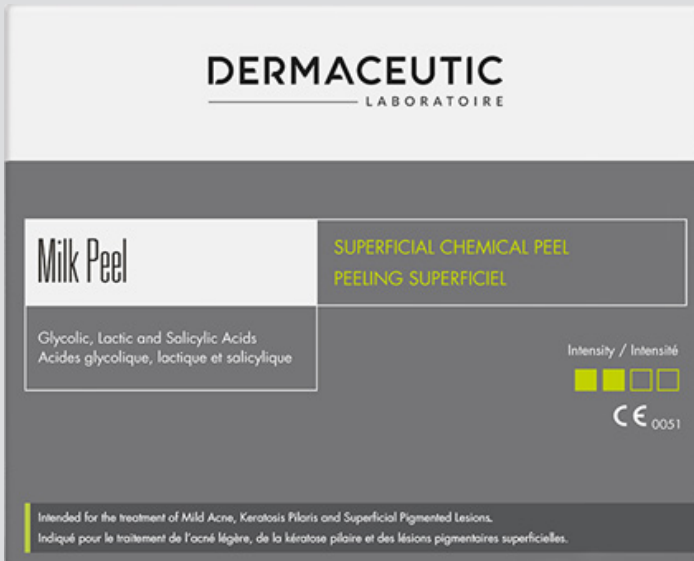 DERMACEUTIC
LABORATOIRE
Milk Peel
SUPERFICIAL CHEMICAL PEEL
PEELING SUPERFICIEL
Glycolic, Lactic and Salicylic Acids
Acides glycolique, lactique et salicylique
Intensity / Intensité
CE 0051
Intended for the treatment of Mild Acne, Keratosis Pilaris and Superficial Pigmented Lesions.
Indiqué pour le traitement de l'acné légère, de la kératose pilaire et des lésions pigmentaires superficielles.